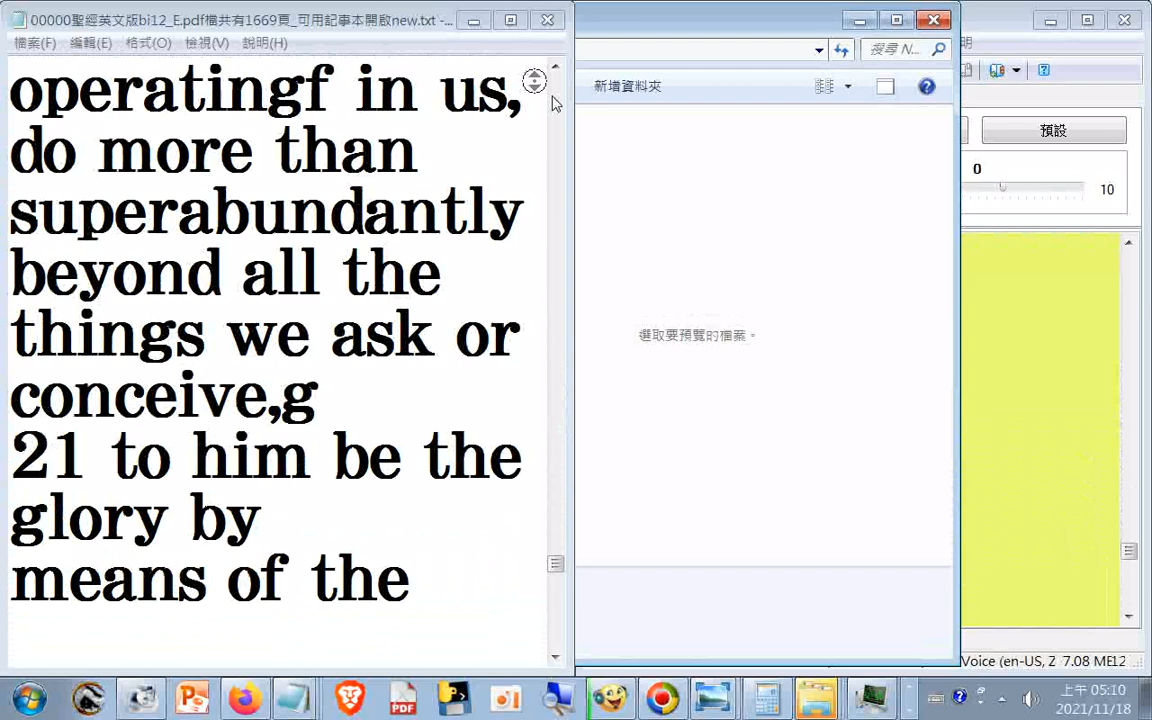 00000聖經英文版bi12_E.pdf檔共有1669頁_可用記事本開啟new.txt -...
檔案(F) 編輯(E) 格式(O) 檢視(V) 說明(H)
operatingf in us,
do more than
superabundantly
beyond all the
things we ask or
conceive,g
21 to him be the
glory by
means of the
搜尋 N...
新增資料夾
選取要預覽的檔案。
明
預設
0
10
Voice (en-US, Z 7.08 ME12
PDF
上午 05:10
2021/11/18